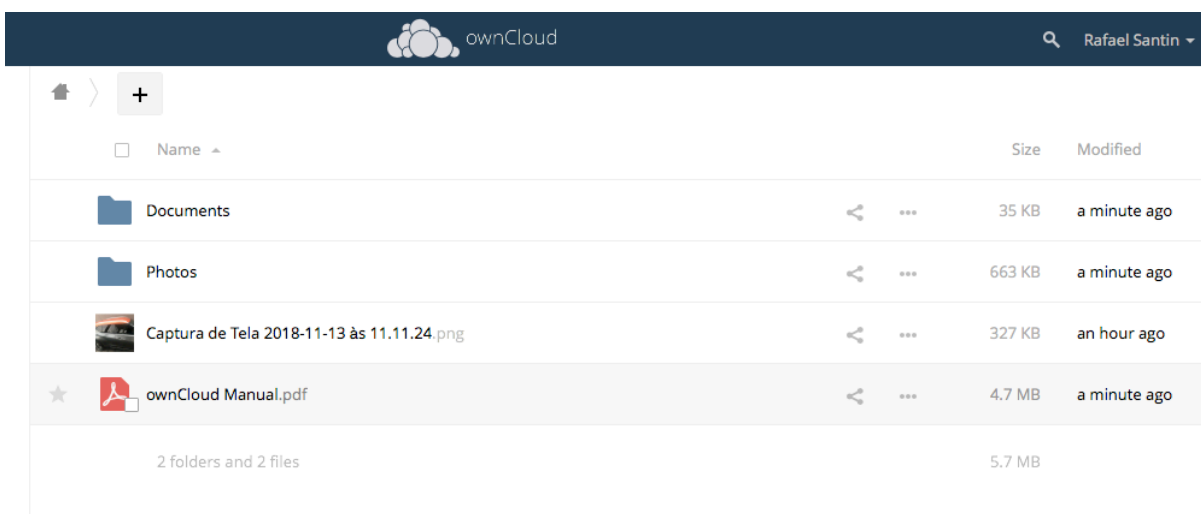 ownCloud Rafael Santin
+
Name Size Modified
Documents 35 KB a minute ago
Photos 663 KB a minute ago
Captura de Tela 2018-11-13 às 11.11.24.png 327 KB an hour ago
ownCloud Manual.pdf 4.7 MB a minute ago
2 folders and 2 files 5.7 MB